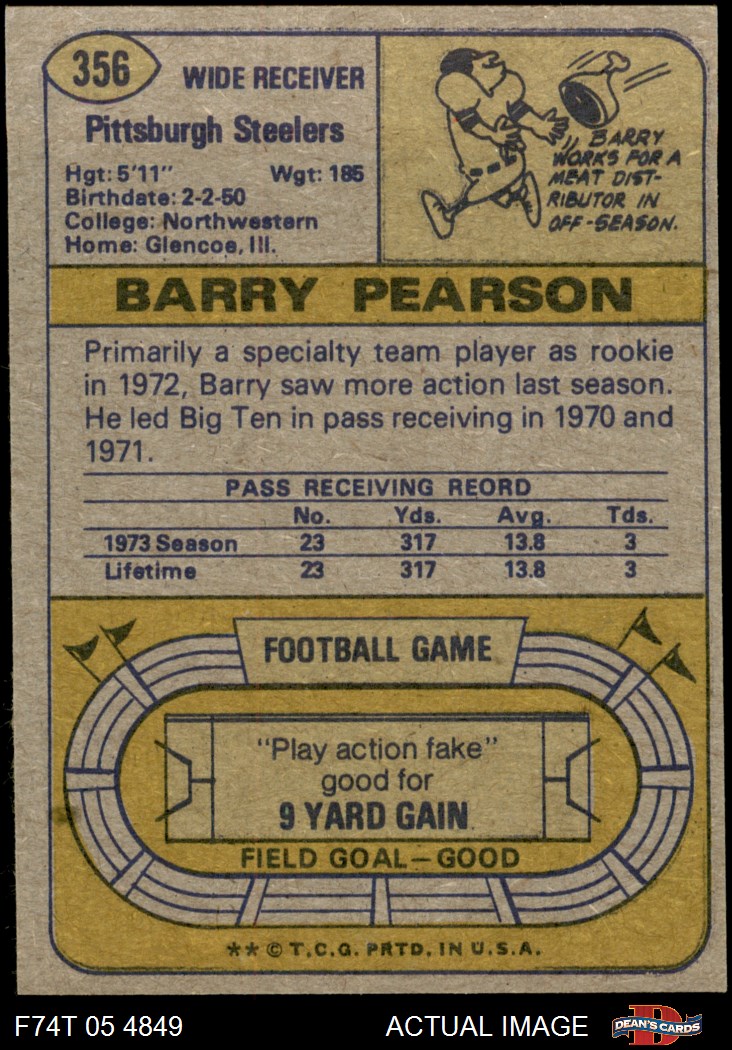 356
WIDE RECEIVER
Pittsburgh Steelers
Hgt: 5'11" Wgt: 185
Birthdate: 2-2-50
College: Northwestern
Home: Glencoe, Ill.
BARRY
WORKS FOR A
MEAT DIST-
RIBUTOR IN
OFF-SEASON.
BARRY PEARSON
Primarily a specialty team player as rookie
in 1972, Barry saw more action last season.
He led Big Ten in pass receiving in 1970 and
1971.
PASS RECEIVING REORD
No. Yds. Avg. Tds.
1973 Season 23 317 13.8 3
Lifetime 23 317 13.8 3
FOOTBALL GAME
"Play action fake"
good for
9 YARD GAIN
FIELD GOAL—GOOD
** © T.C.G. PRTD. IN U.S.A.
F74T 05 4849 ACTUAL IMAGE
D
DEAN'S CARDS